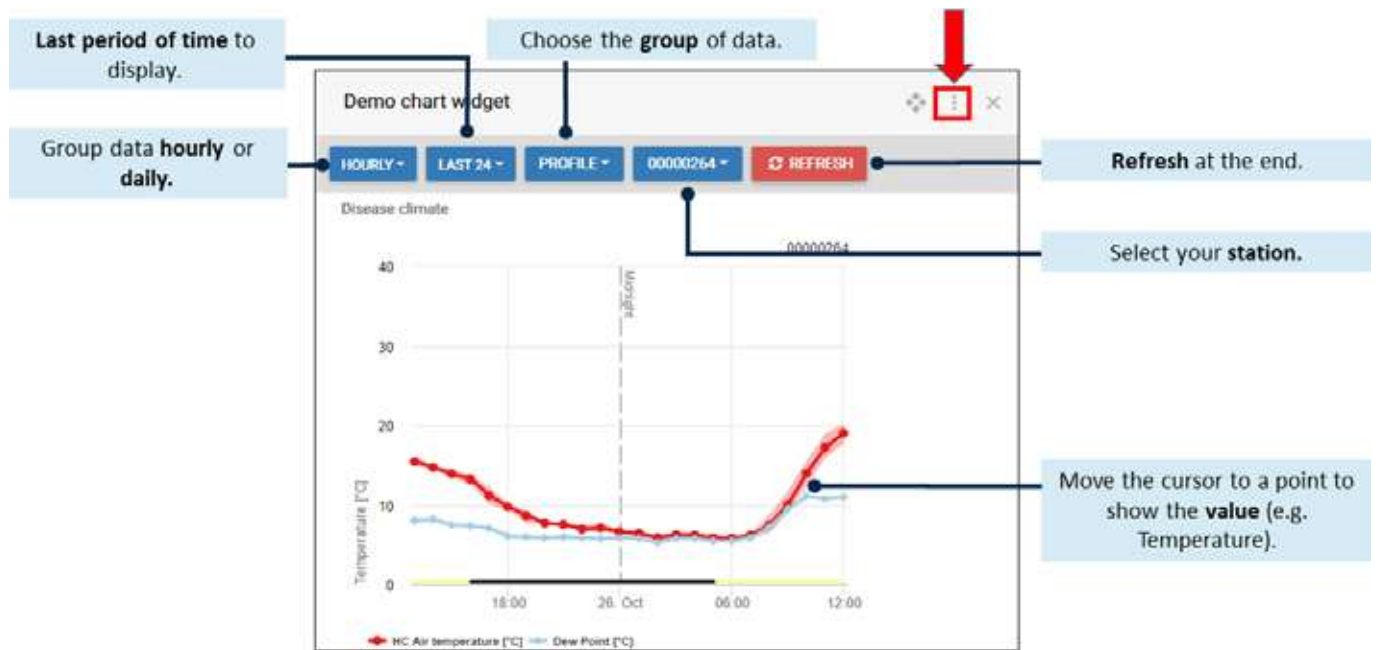 Last period of time to
display.
Choose the group of data.
Group data hourly or
daily.
Demo chart widget
HOURLY
LAST 24
PROFILE
00000264
REFRESH
Refresh at the end.
Disease climate
Select your station.
00000264
Midnight
40
30
20
10
0
Temperature [°C]
Move the cursor to a point to
show the value (e.g.
Temperature).
18:00
26. Oct
06:00
12:00
HC Air temperature [°C]
Dew Point [°C]